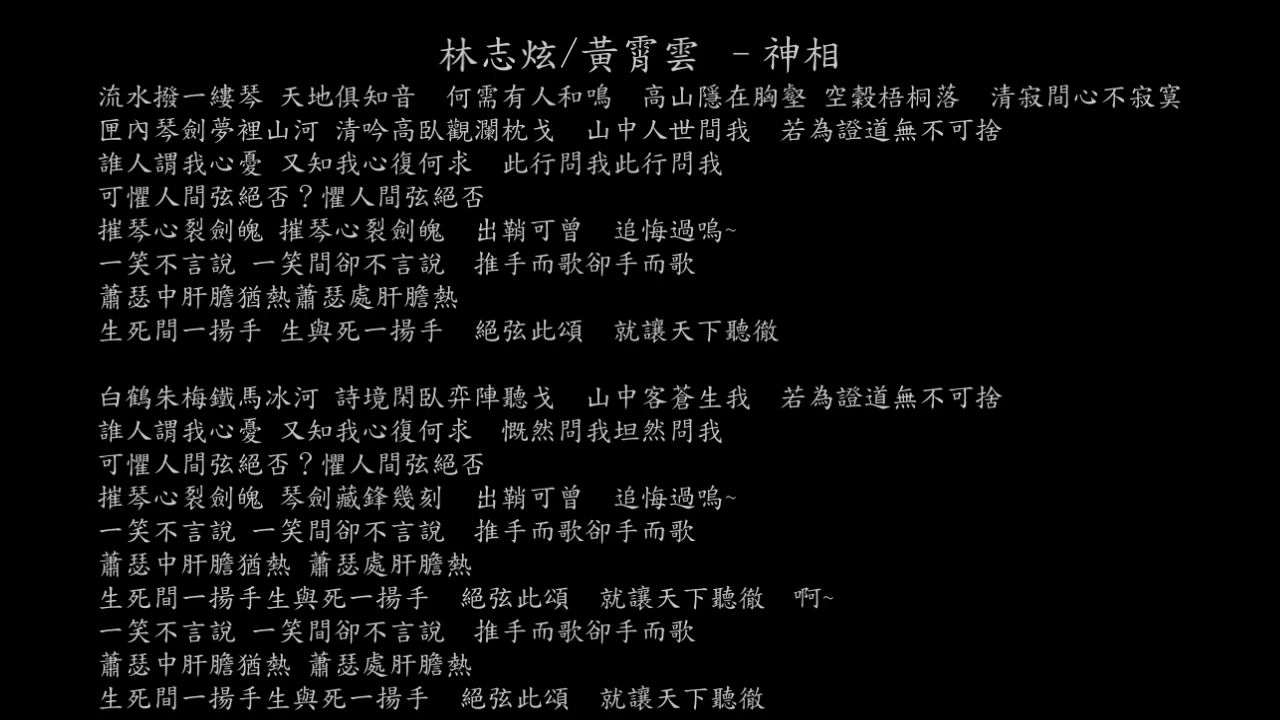 林志炫/黃霄雲 - 神相
流水撥一縷琴 天地俱知音 何需有人和鳴 高山隱在胸壑 空穀梧桐落 清寂間心不寂寞
匣內琴劍夢裡山河 清吟高臥觀瀾枕戈 山中人世間我 若為證道無不可捨
誰人謂我心憂 又知我心復何求 此行問我此行問我
可懼人間弦絕否？懼人間弦絕否
摧琴心裂劍魄 摧琴心裂劍魄 出鞘可曾 追悔過嗚~
一笑不言說 一笑間卻不言說 推手而歌卻手而歌
蕭瑟中肝膽猶熱蕭瑟處肝膽熱
生死間一揚手 生與死一揚手 絕弦此頌 就讓天下聽徹
白鶴朱梅鐵馬冰河 詩境閑臥弈陣聽戈 山中客蒼生我 若為證道無不可捨
誰人謂我心憂 又知我心復何求 慨然問我坦然問我
可懼人間弦絕否？懼人間弦絕否
摧琴心裂劍魄 琴劍藏鋒幾刻 出鞘可曾 追悔過嗚~
一笑不言說 一笑間卻不言說 推手而歌卻手而歌
蕭瑟中肝膽猶熱 蕭瑟處肝膽熱
生死間一揚手生與死一揚手 絕弦此頌 就讓天下聽徹 啊~
一笑不言說 一笑間卻不言說 推手而歌卻手而歌
蕭瑟中肝膽猶熱 蕭瑟處肝膽熱
生死間一揚手生與死一揚手 絕弦此頌 就讓天下聽徹